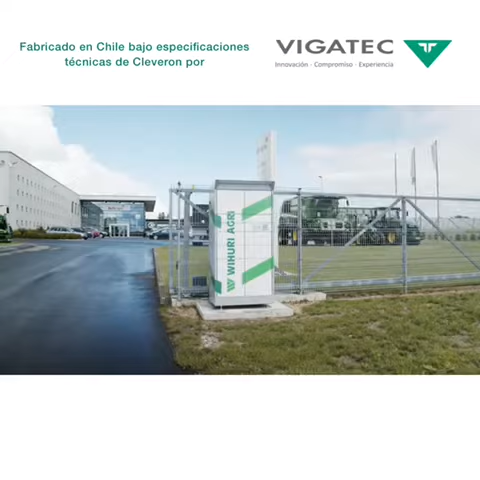 Fabricado en Chile bajo especificaciones
técnicas de Cleveron por
VIGATEC
Innovación · Compromiso · Experiencia
WIHURI AGRI